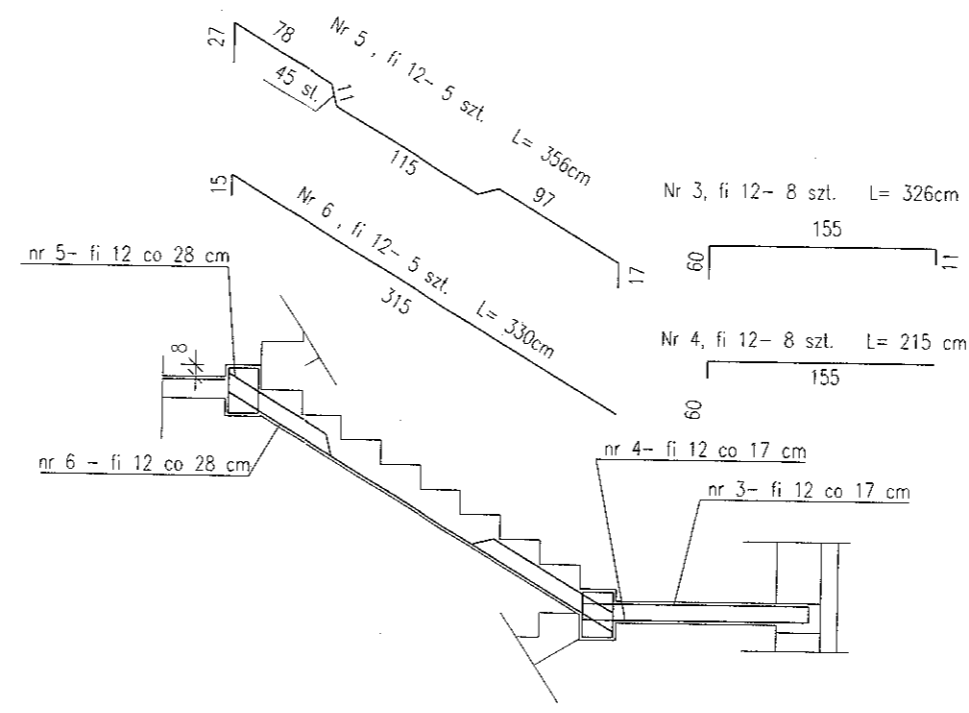 27
78
Nr 5 , fi 12- 5 szt. L= 356cm
45 st.
11
115
97
17
15
Nr 6 , fi 12- 5 szt. L= 330cm
315
Nr 3, fi 12- 8 szt. L= 326cm
155
60
11
Nr 4, fi 12- 8 szt. L= 215 cm
155
60
nr 5- fi 12 co 28 cm
8
nr 6 - fi 12 co 28 cm
nr 4- fi 12 co 17 cm
nr 3- fi 12 co 17 cm